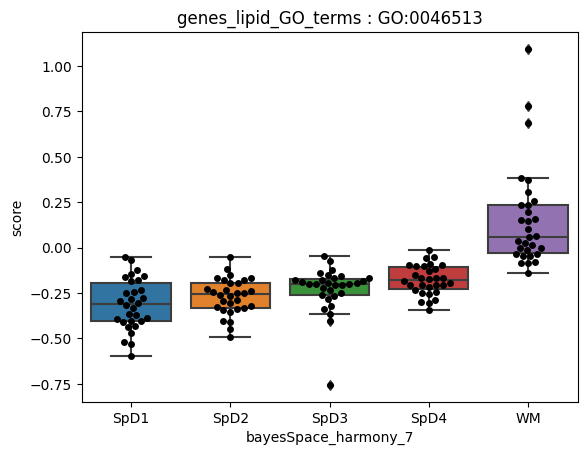 genes_lipid_GO_terms : GO:0046513
1.00
0.75
0.50
0.25
0.00
−0.25
−0.50
−0.75
score
SpD1 SpD2 SpD3 SpD4 WM
bayesSpace_harmony_7